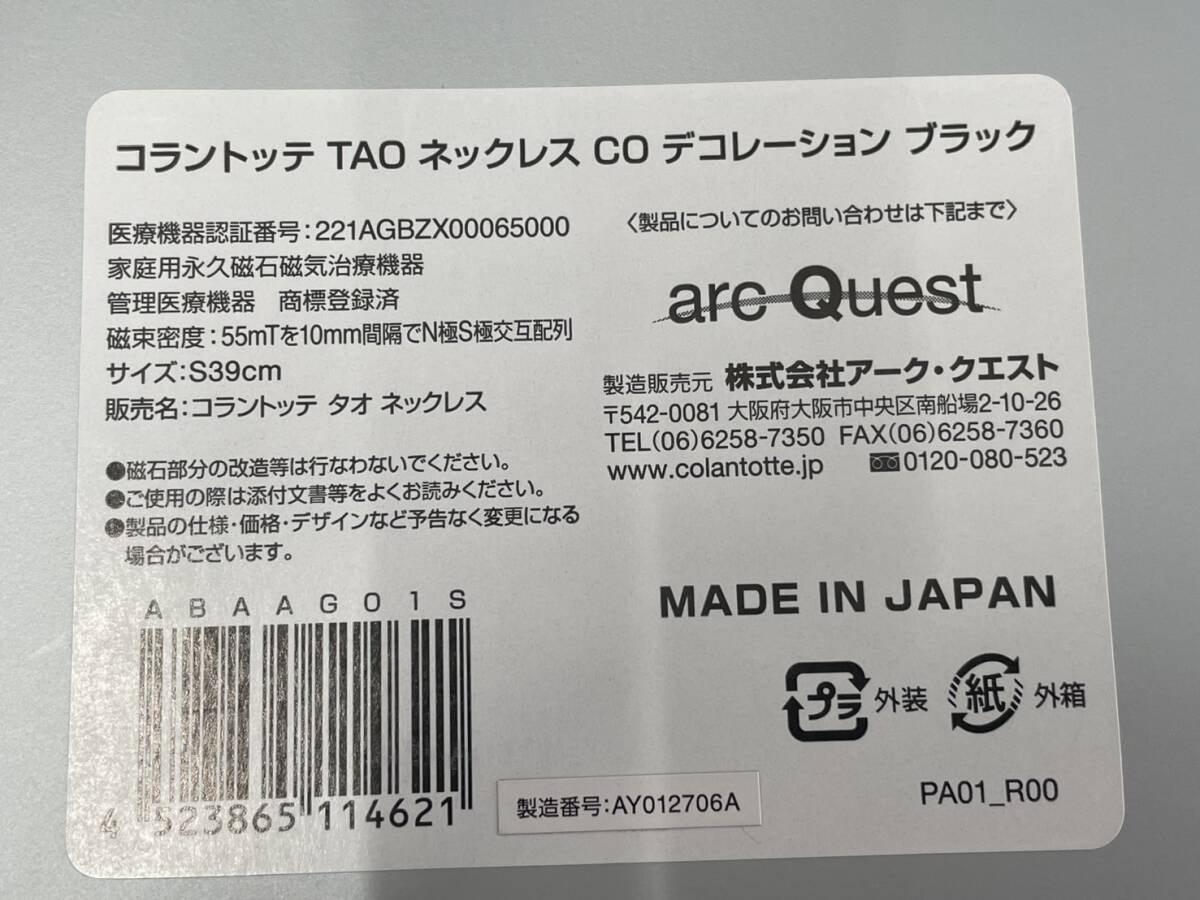 コラントッテ TAO ネックレス CO デコレーション ブラック
医療機器認証番号:221AGBZX00065000
家庭用永久磁石磁気治療機器
管理医療機器 商標登録済
磁束密度:55mTを10mm間隔でN極S極交互配列
サイズ:S39cm
販売名:コラントッテ タオ ネックレス
●磁石部分の改造等は行なわないでください。
●ご使用の際は添付文書等をよくお読みください。
●製品の仕様・価格・デザインなど予告なく変更になる
場合がございます。
〈製品についてのお問い合わせは下記まで〉
arc Quest
製造販売元 株式会社アーク・クエスト
〒542-0081 大阪府大阪市中央区南船場2-10-26
TEL(06)6258-7350 FAX(06)6258-7360
www.colantotte.jp 0120-080-523
ABAAG01S
4 523865 114621
MADE IN JAPAN
プラ 外装 紙 外箱
製造番号:AY012706A
PA01_R00